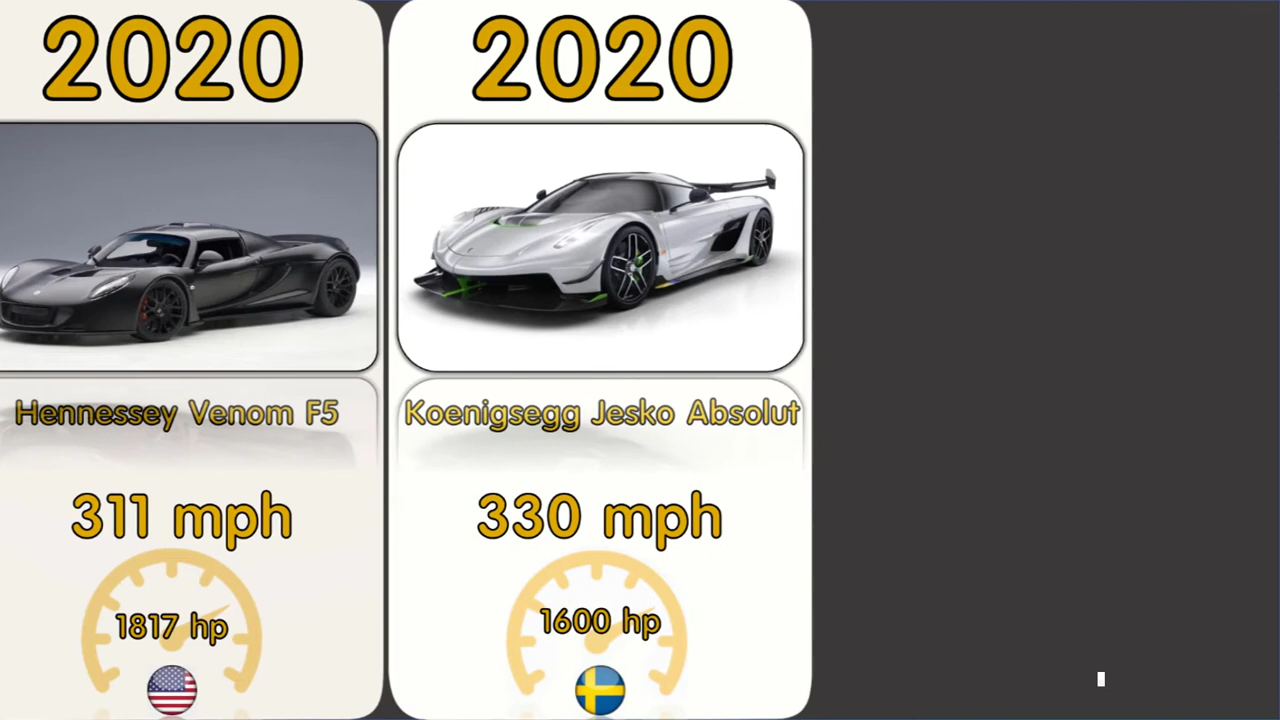 2020
Hennessey Venom F5
311 mph
1817 hp
2020
Koenigsegg Jesko Absolut
330 mph
1600 hp